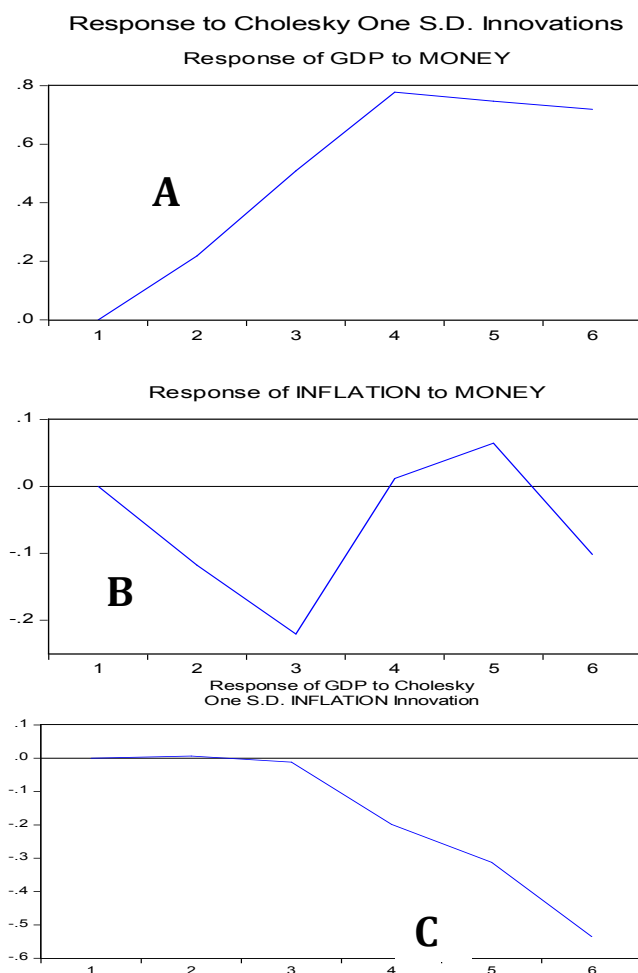 Response to Cholesky One S.D. Innovations
Response of GDP to MONEY
.8
.6
A
.4
.2
.0
1 2 3 4 5 6
Response of INFLATION to MONEY
.1
.0
-.1
B
-.2
1 2 3 4 5 6
Response of GDP to Cholesky
One S.D. INFLATION Innovation
.1
.0
-.1
-.2
-.3
-.4
-.5
C
-.6
1 2 3 4 5 6